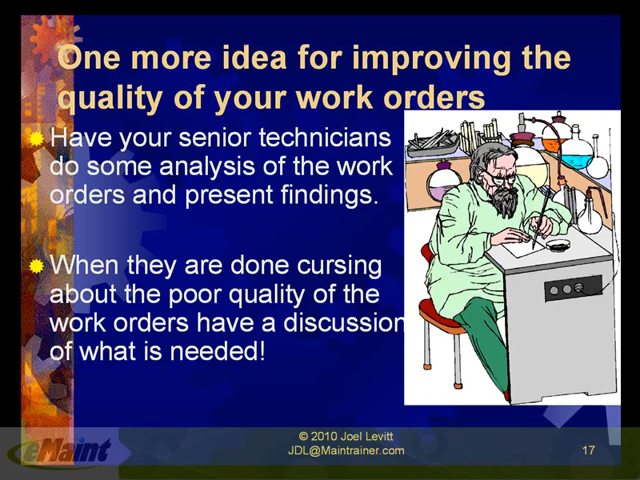 One more idea for improving the
quality of your work orders
Have your senior technicians
do some analysis of the work
orders and present findings.
When they are done cursing
about the poor quality of the
work orders have a discussion
of what is needed!
© 2010 Joel Levitt
JDL@Maintrainer.com
17
eMaint